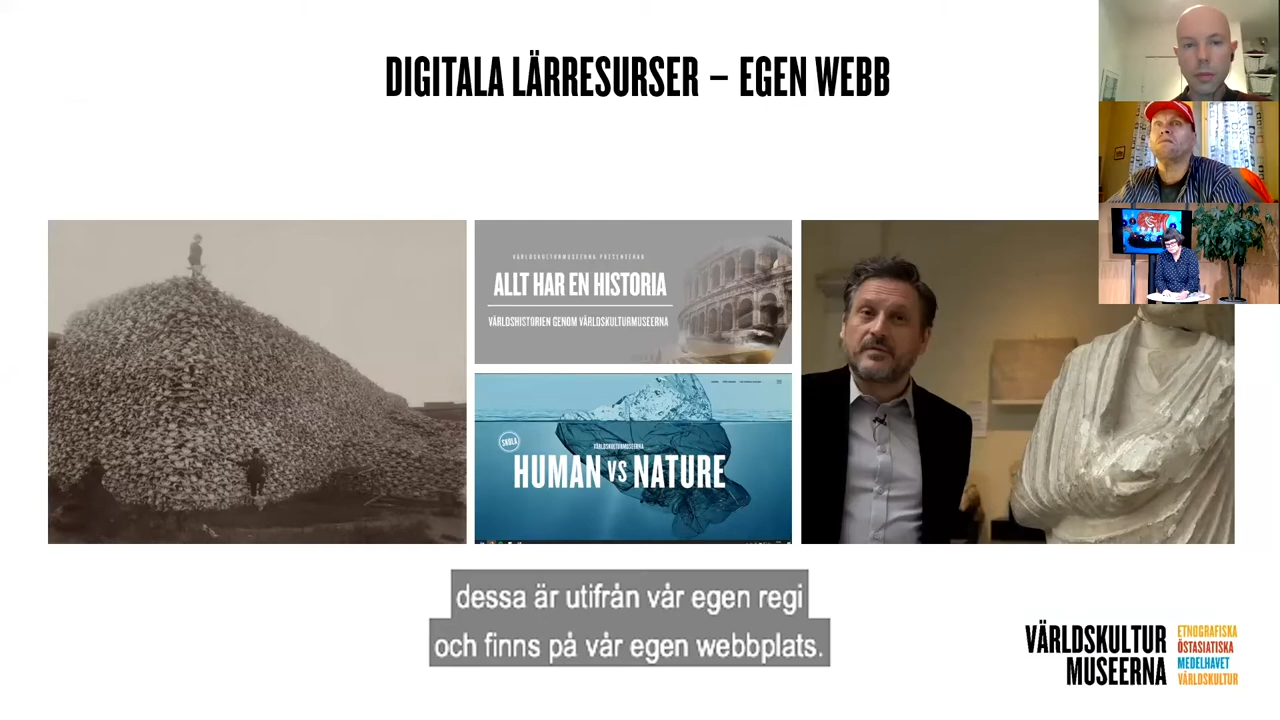 DIGITALA LÄRRESURSER – EGEN WEBB
VÄRLDSKULTURMUSEERNA PRESENTERAR
ALLT HAR EN HISTORIA
VÄRLDSHISTORIEN GENOM VÄRLDSKULTURMUSEERNA
SKOLA
VÄRLDSKULTURMUSEERNA
HUMAN VS NATURE
dessa är utifrån vår egen regi
och finns på vår egen webbplats.
VÄRLDSKULTUR
MUSEERNA
ETNOGRAFISKA
ÖSTASIATISKA
MEDELHAVET
VÄRLDSKULTUR